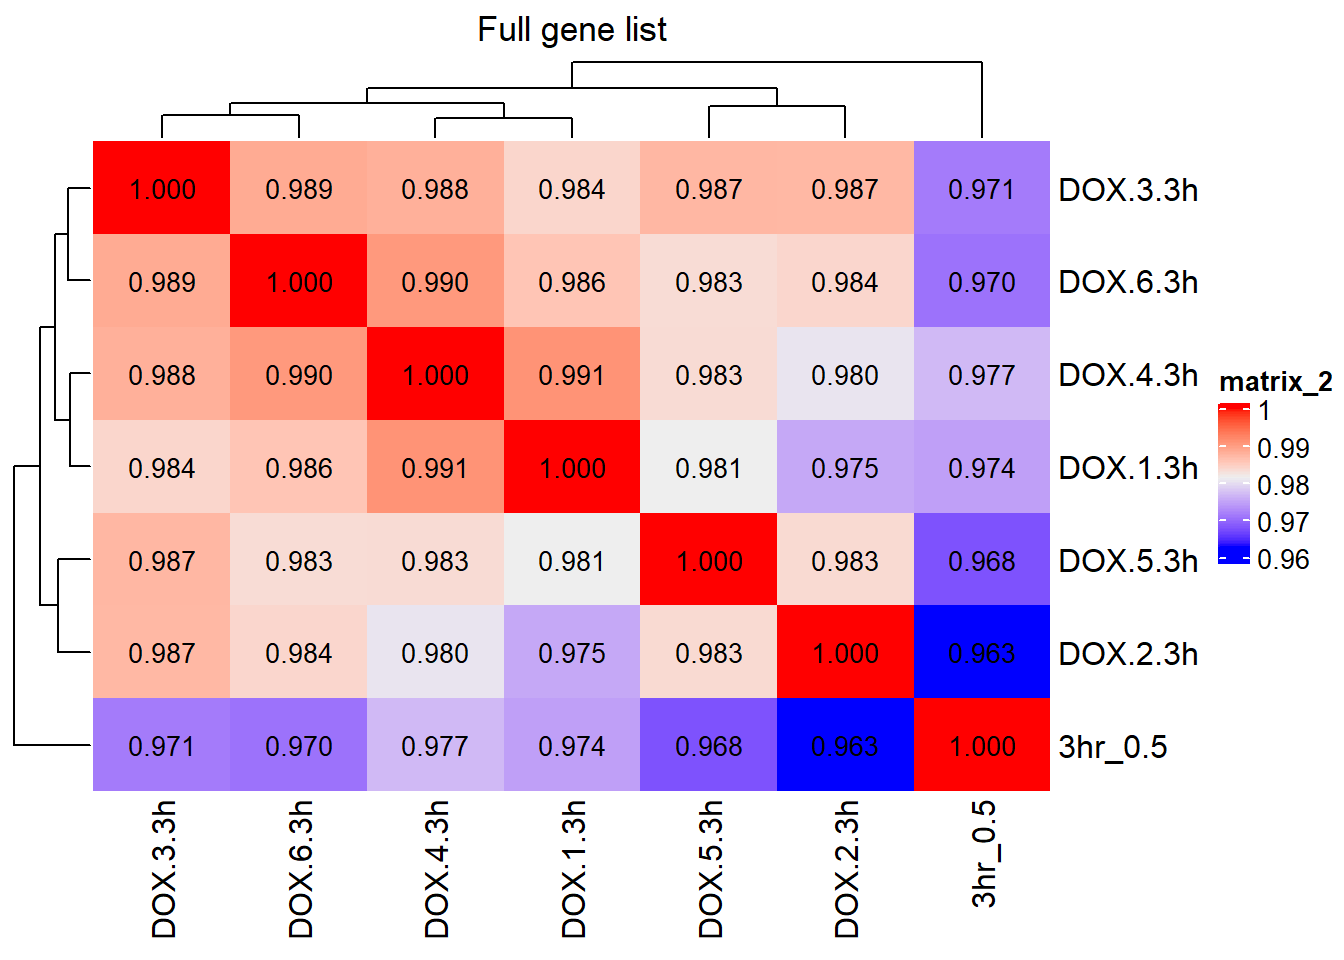 Full gene list
1.000 0.989 0.988 0.984 0.987 0.987 0.971 DOX.3.3h
0.989 1.000 0.990 0.986 0.983 0.984 0.970 DOX.6.3h
0.988 0.990 1.000 0.991 0.983 0.980 0.977 DOX.4.3h
0.984 0.986 0.991 1.000 0.981 0.975 0.974 DOX.1.3h
0.987 0.983 0.983 0.981 1.000 0.983 0.968 DOX.5.3h
0.987 0.984 0.980 0.975 0.983 1.000 0.963 DOX.2.3h
0.971 0.970 0.977 0.974 0.968 0.963 1.000 3hr_0.5
DOX.3.3h DOX.6.3h DOX.4.3h DOX.1.3h DOX.5.3h DOX.2.3h 3hr_0.5
matrix_2
1
0.99
0.98
0.97
0.96